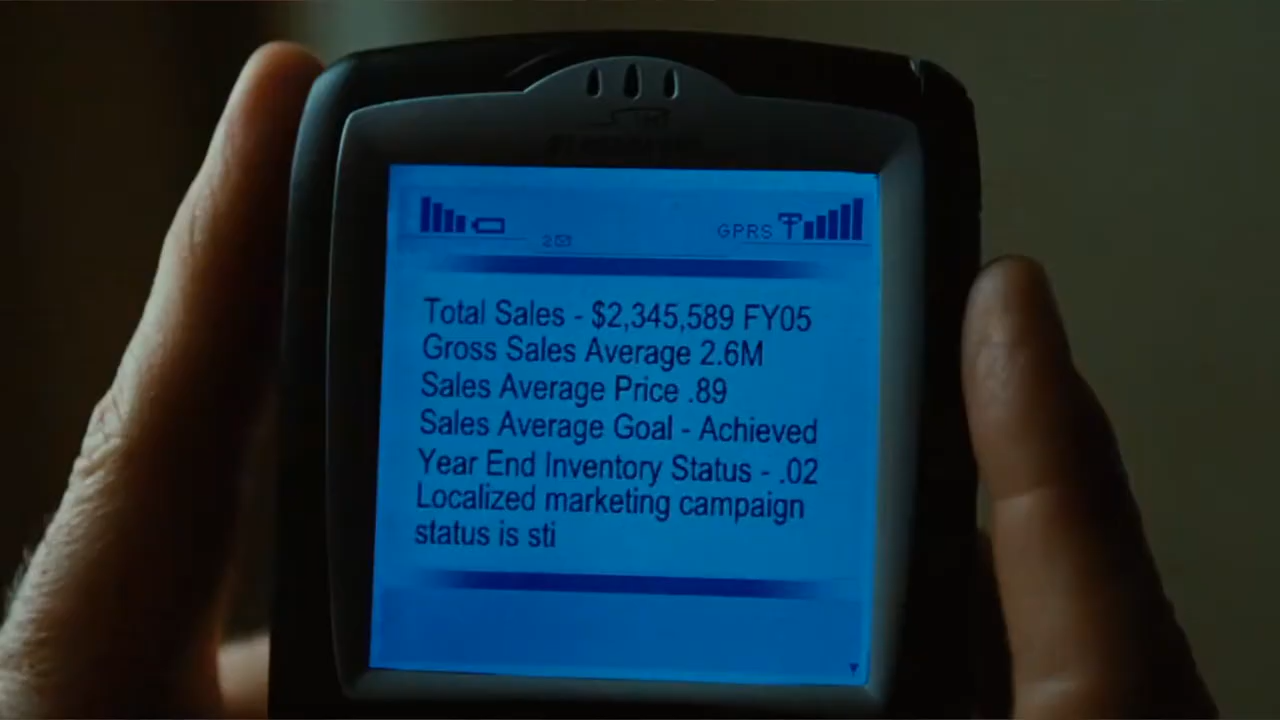 2
GPRS
Total Sales - $2,345,589 FY05
Gross Sales Average 2.6M
Sales Average Price .89
Sales Average Goal - Achieved
Year End Inventory Status - .02
Localized marketing campaign
status is sti